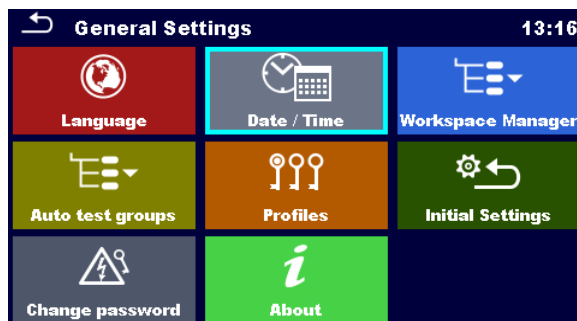 General Settings
13:16
Language
Date / Time
Workspace Manager
Auto test groups
Profiles
Initial Settings
Change password
About